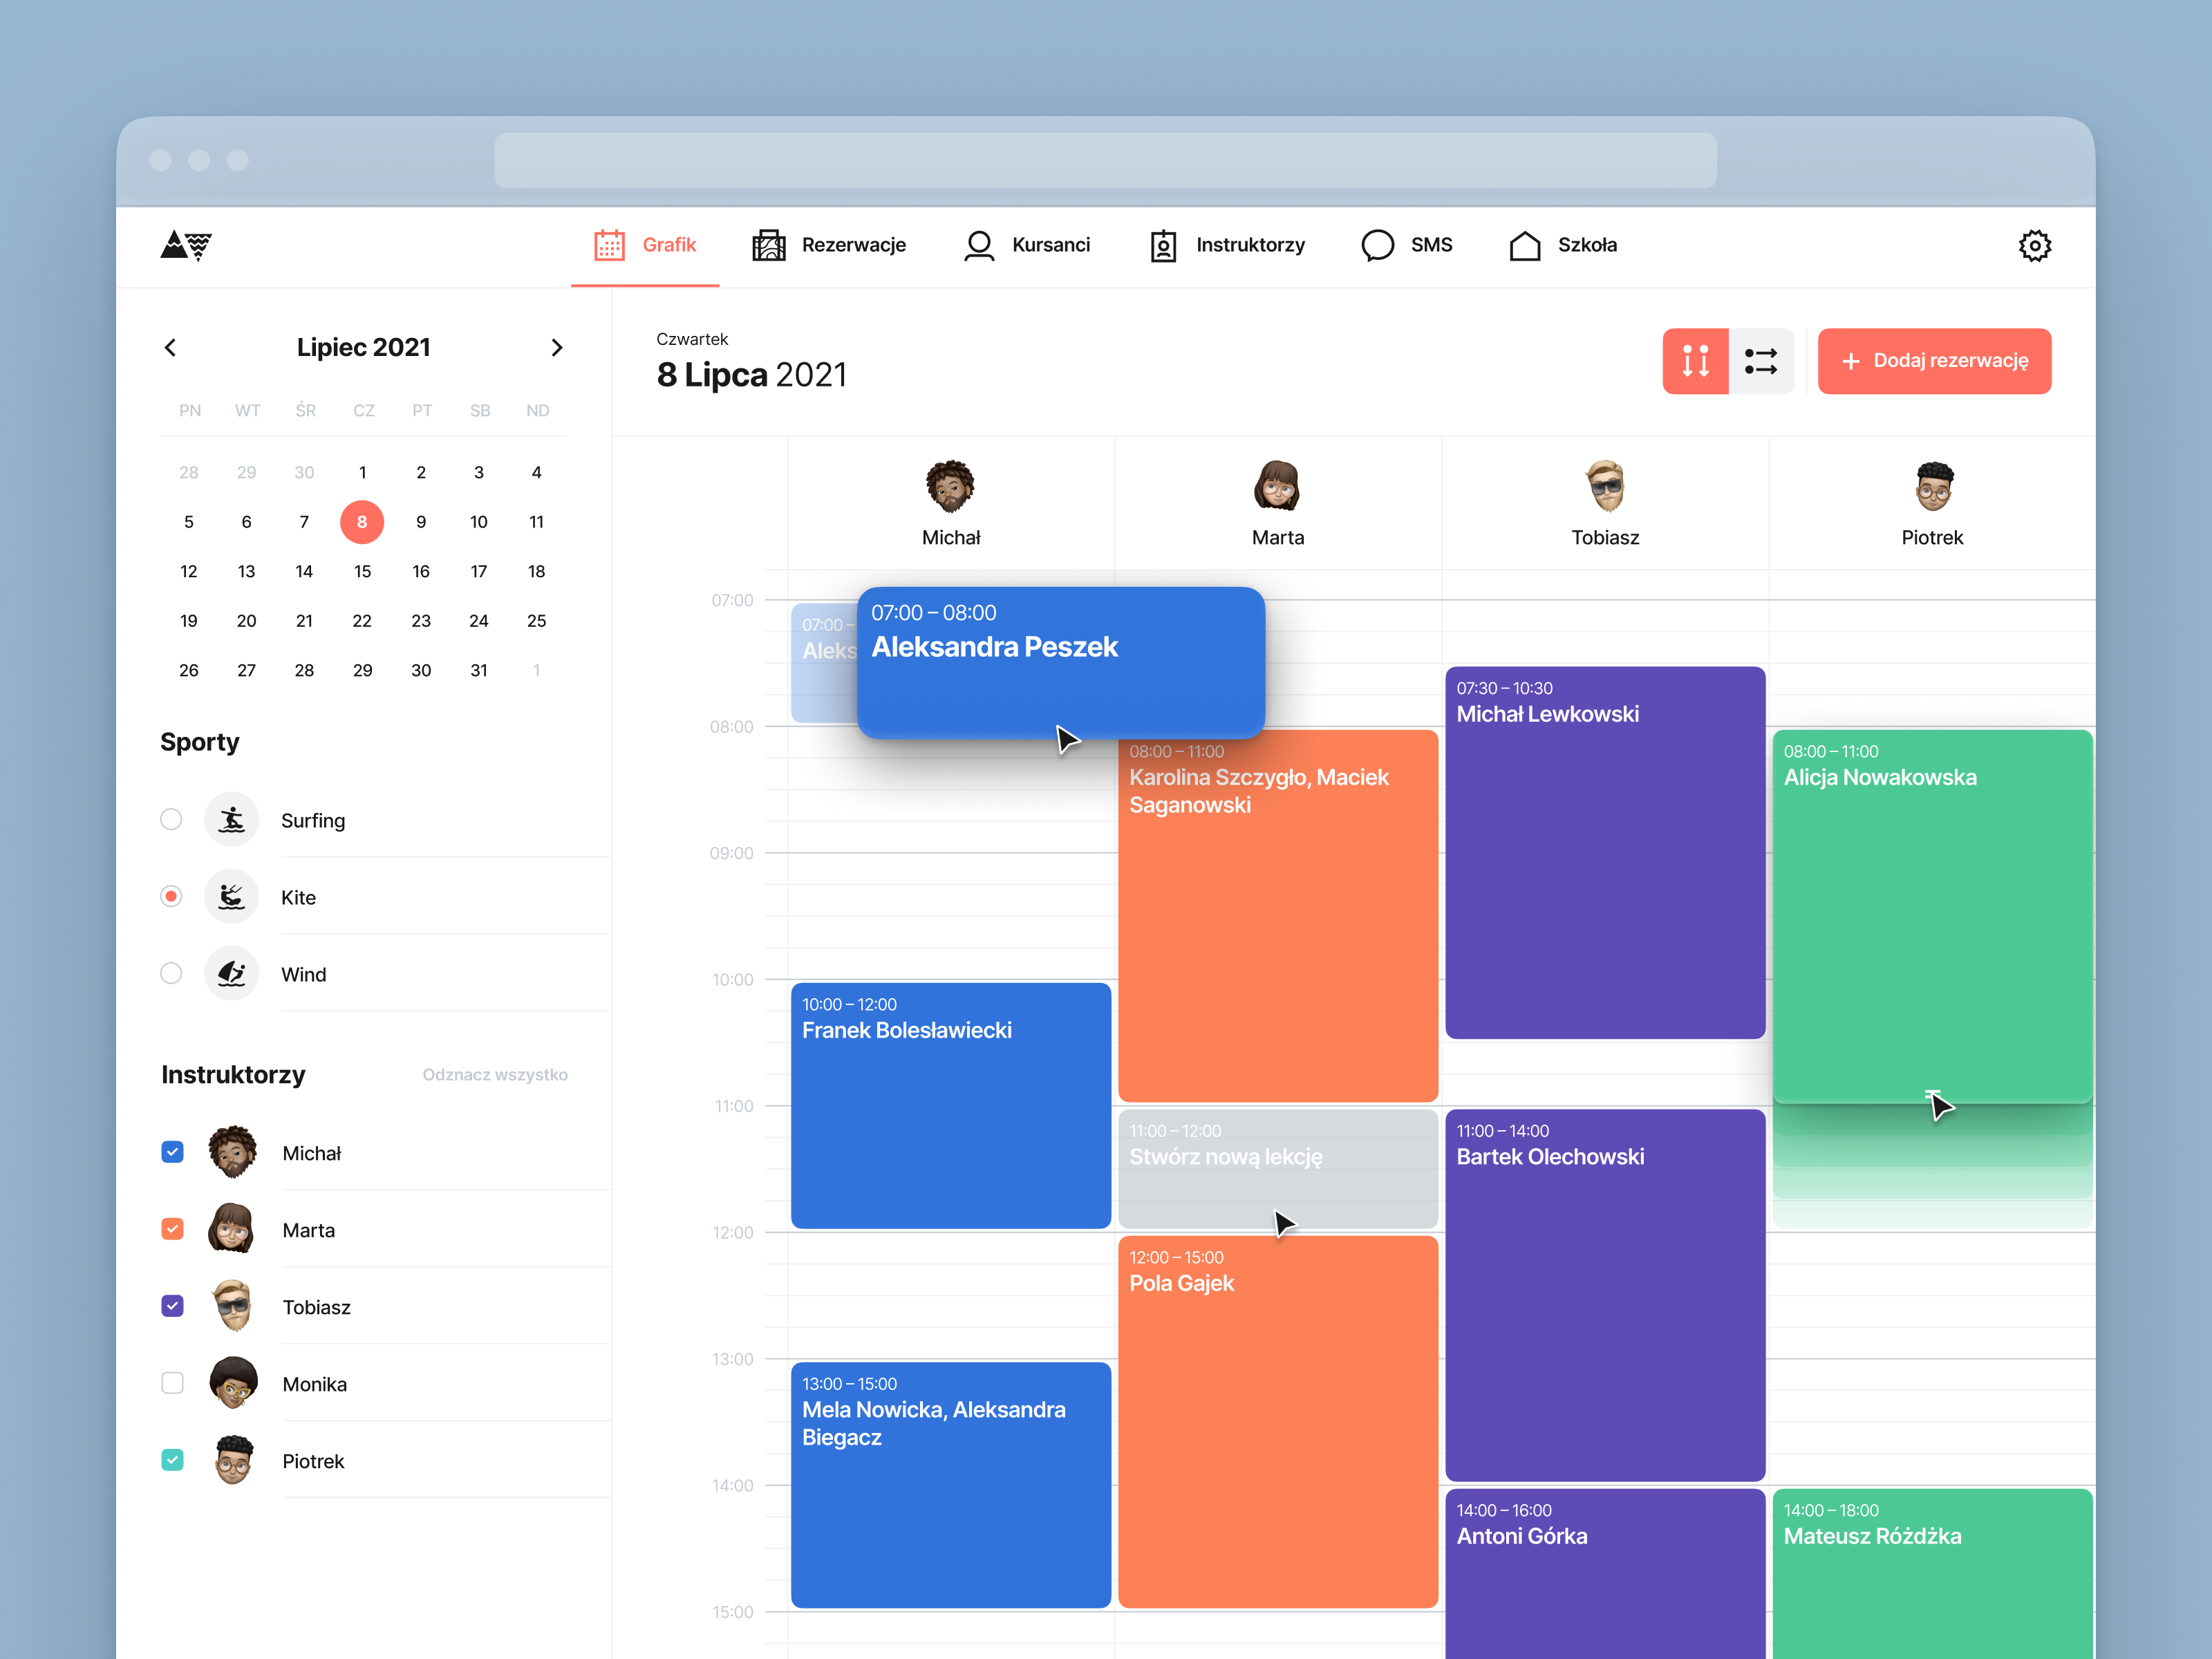 Grafik
Rezerwacje
Kursanci
Instruktorzy
SMS
Szkoła
Lipiec 2021
PN WT ŚR CZ PT SB ND
28 29 30 1 2 3 4
5 6 7 8 9 10 11
12 13 14 15 16 17 18
19 20 21 22 23 24 25
26 27 28 29 30 31 1
Sporty
Surfing
Kite
Wind
Instruktorzy
Odznacz wszystko
Michał
Marta
Tobiasz
Monika
Piotrek
Czwartek
8 Lipca 2021
Dodaj rezerwację
Michał
Marta
Tobiasz
Piotrek
07:00
08:00
09:00
10:00
11:00
12:00
13:00
14:00
15:00
07:00 –
Aleks
07:00 – 08:00
Aleksandra Peszek
10:00 – 12:00
Franek Bolesławiecki
13:00 – 15:00
Mela Nowicka, Aleksandra
Biegacz
08:00 – 11:00
Karolina Szczygło, Maciek
Saganowski
11:00 – 12:00
Stwórz nową lekcję
12:00 – 15:00
Pola Gajek
07:30 – 10:30
Michał Lewkowski
11:00 – 14:00
Bartek Olechowski
14:00 – 16:00
Antoni Górka
08:00 – 11:00
Alicja Nowakowska
14:00 – 18:00
Mateusz Różdżka